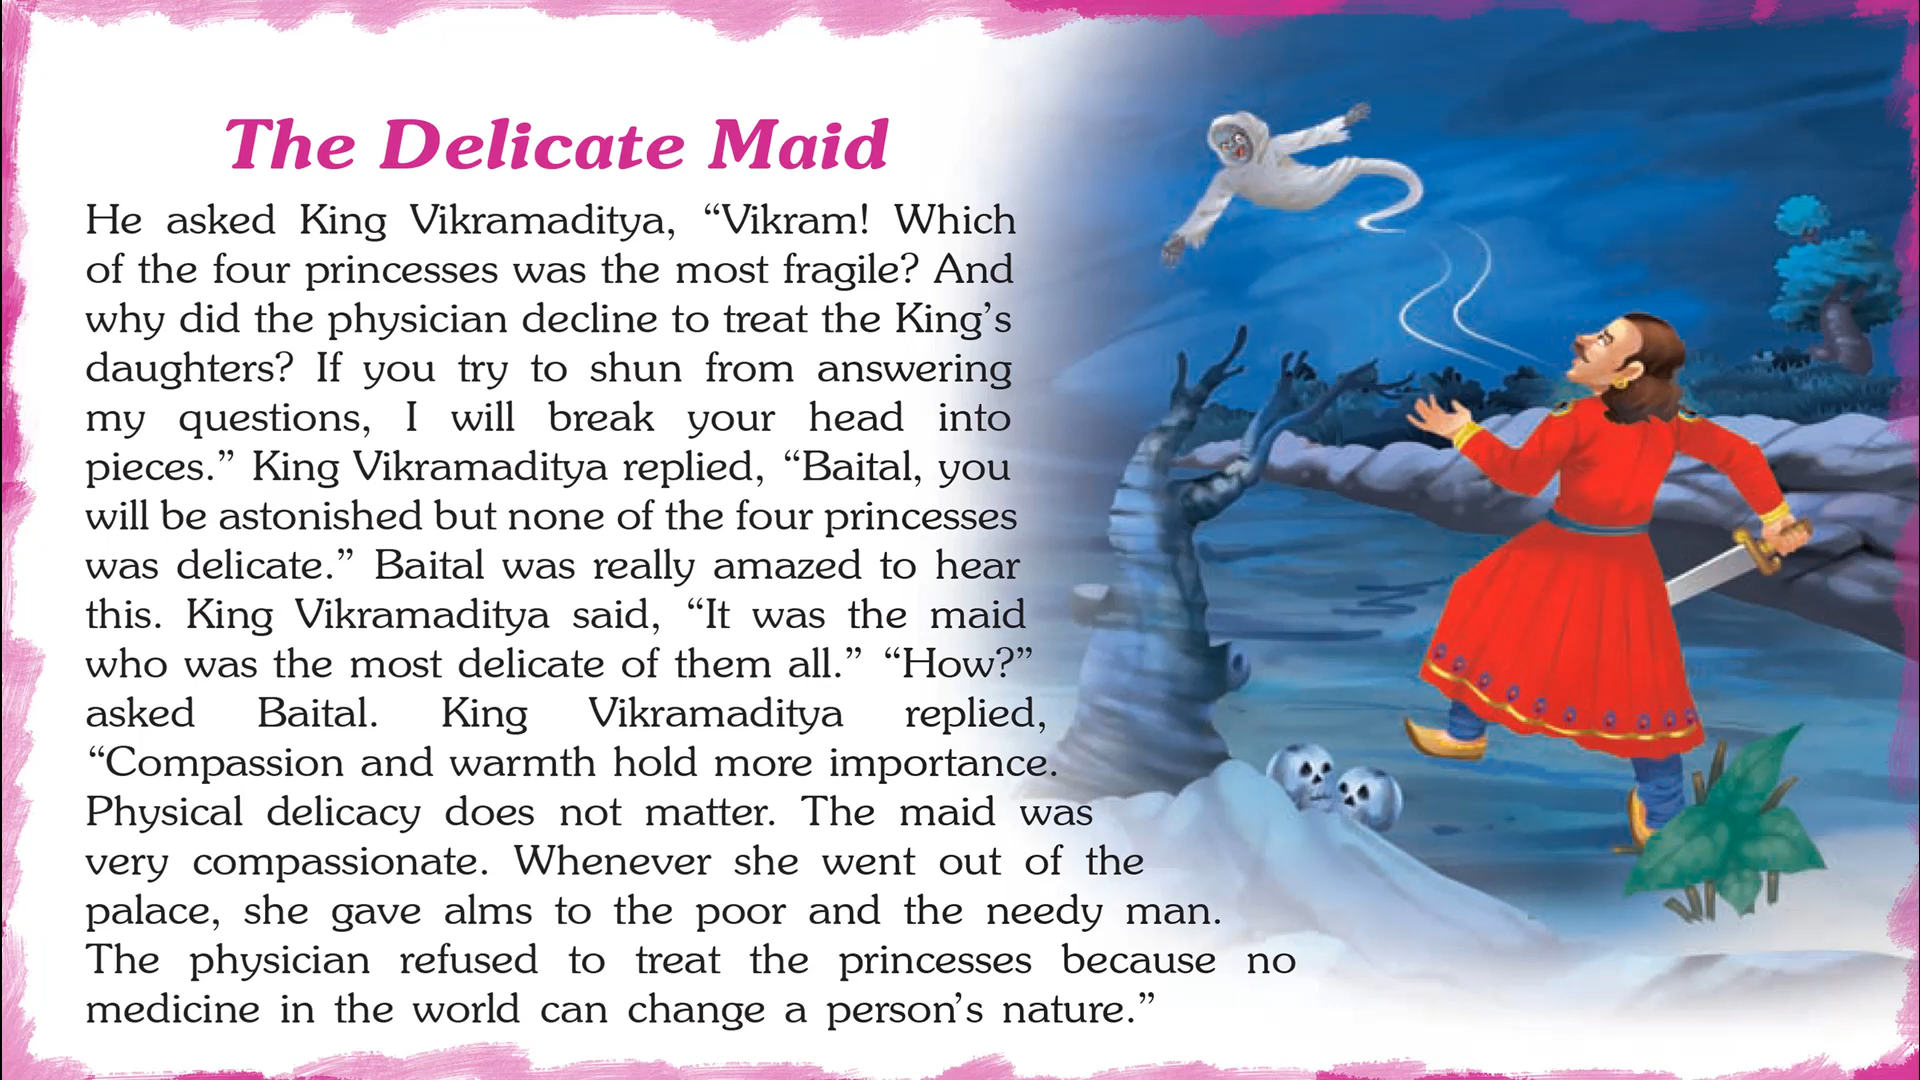 The Delicate Maid
He asked King Vikramaditya, “Vikram! Which
of the four princesses was the most fragile? And
why did the physician decline to treat the King’s
daughters? If you try to shun from answering
my questions, I will break your head into
pieces.” King Vikramaditya replied, “Baital, you
will be astonished but none of the four princesses
was delicate.” Baital was really amazed to hear
this. King Vikramaditya said, “It was the maid
who was the most delicate of them all.” “How?”
asked Baital. King Vikramaditya replied,
“Compassion and warmth hold more importance.
Physical delicacy does not matter. The maid was
very compassionate. Whenever she went out of the
palace, she gave alms to the poor and the needy man.
The physician refused to treat the princesses because no
medicine in the world can change a person’s nature.”